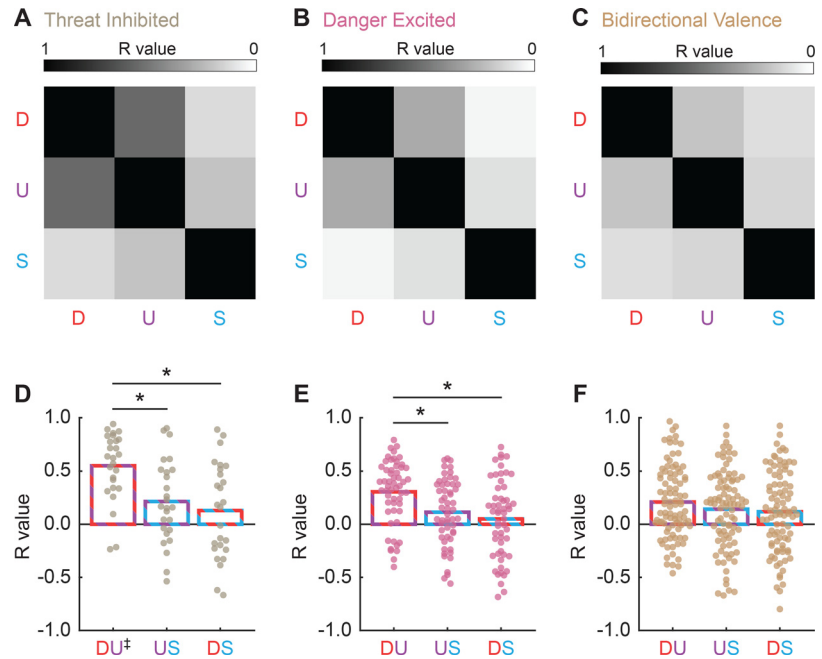 A Threat Inhibited
R value
1 0
D
U
S
D U S
B Danger Excited
R value
1 0
D
U
S
D U S
C Bidirectional Valence
R value
1 0
D
U
S
D U S
D
* *
R value
1.0
0.5
0.0
-0.5
-1.0
DU‡ US DS
E
* *
R value
1.0
0.5
0.0
-0.5
-1.0
DU US DS
F
R value
1.0
0.5
0.0
-0.5
-1.0
DU US DS